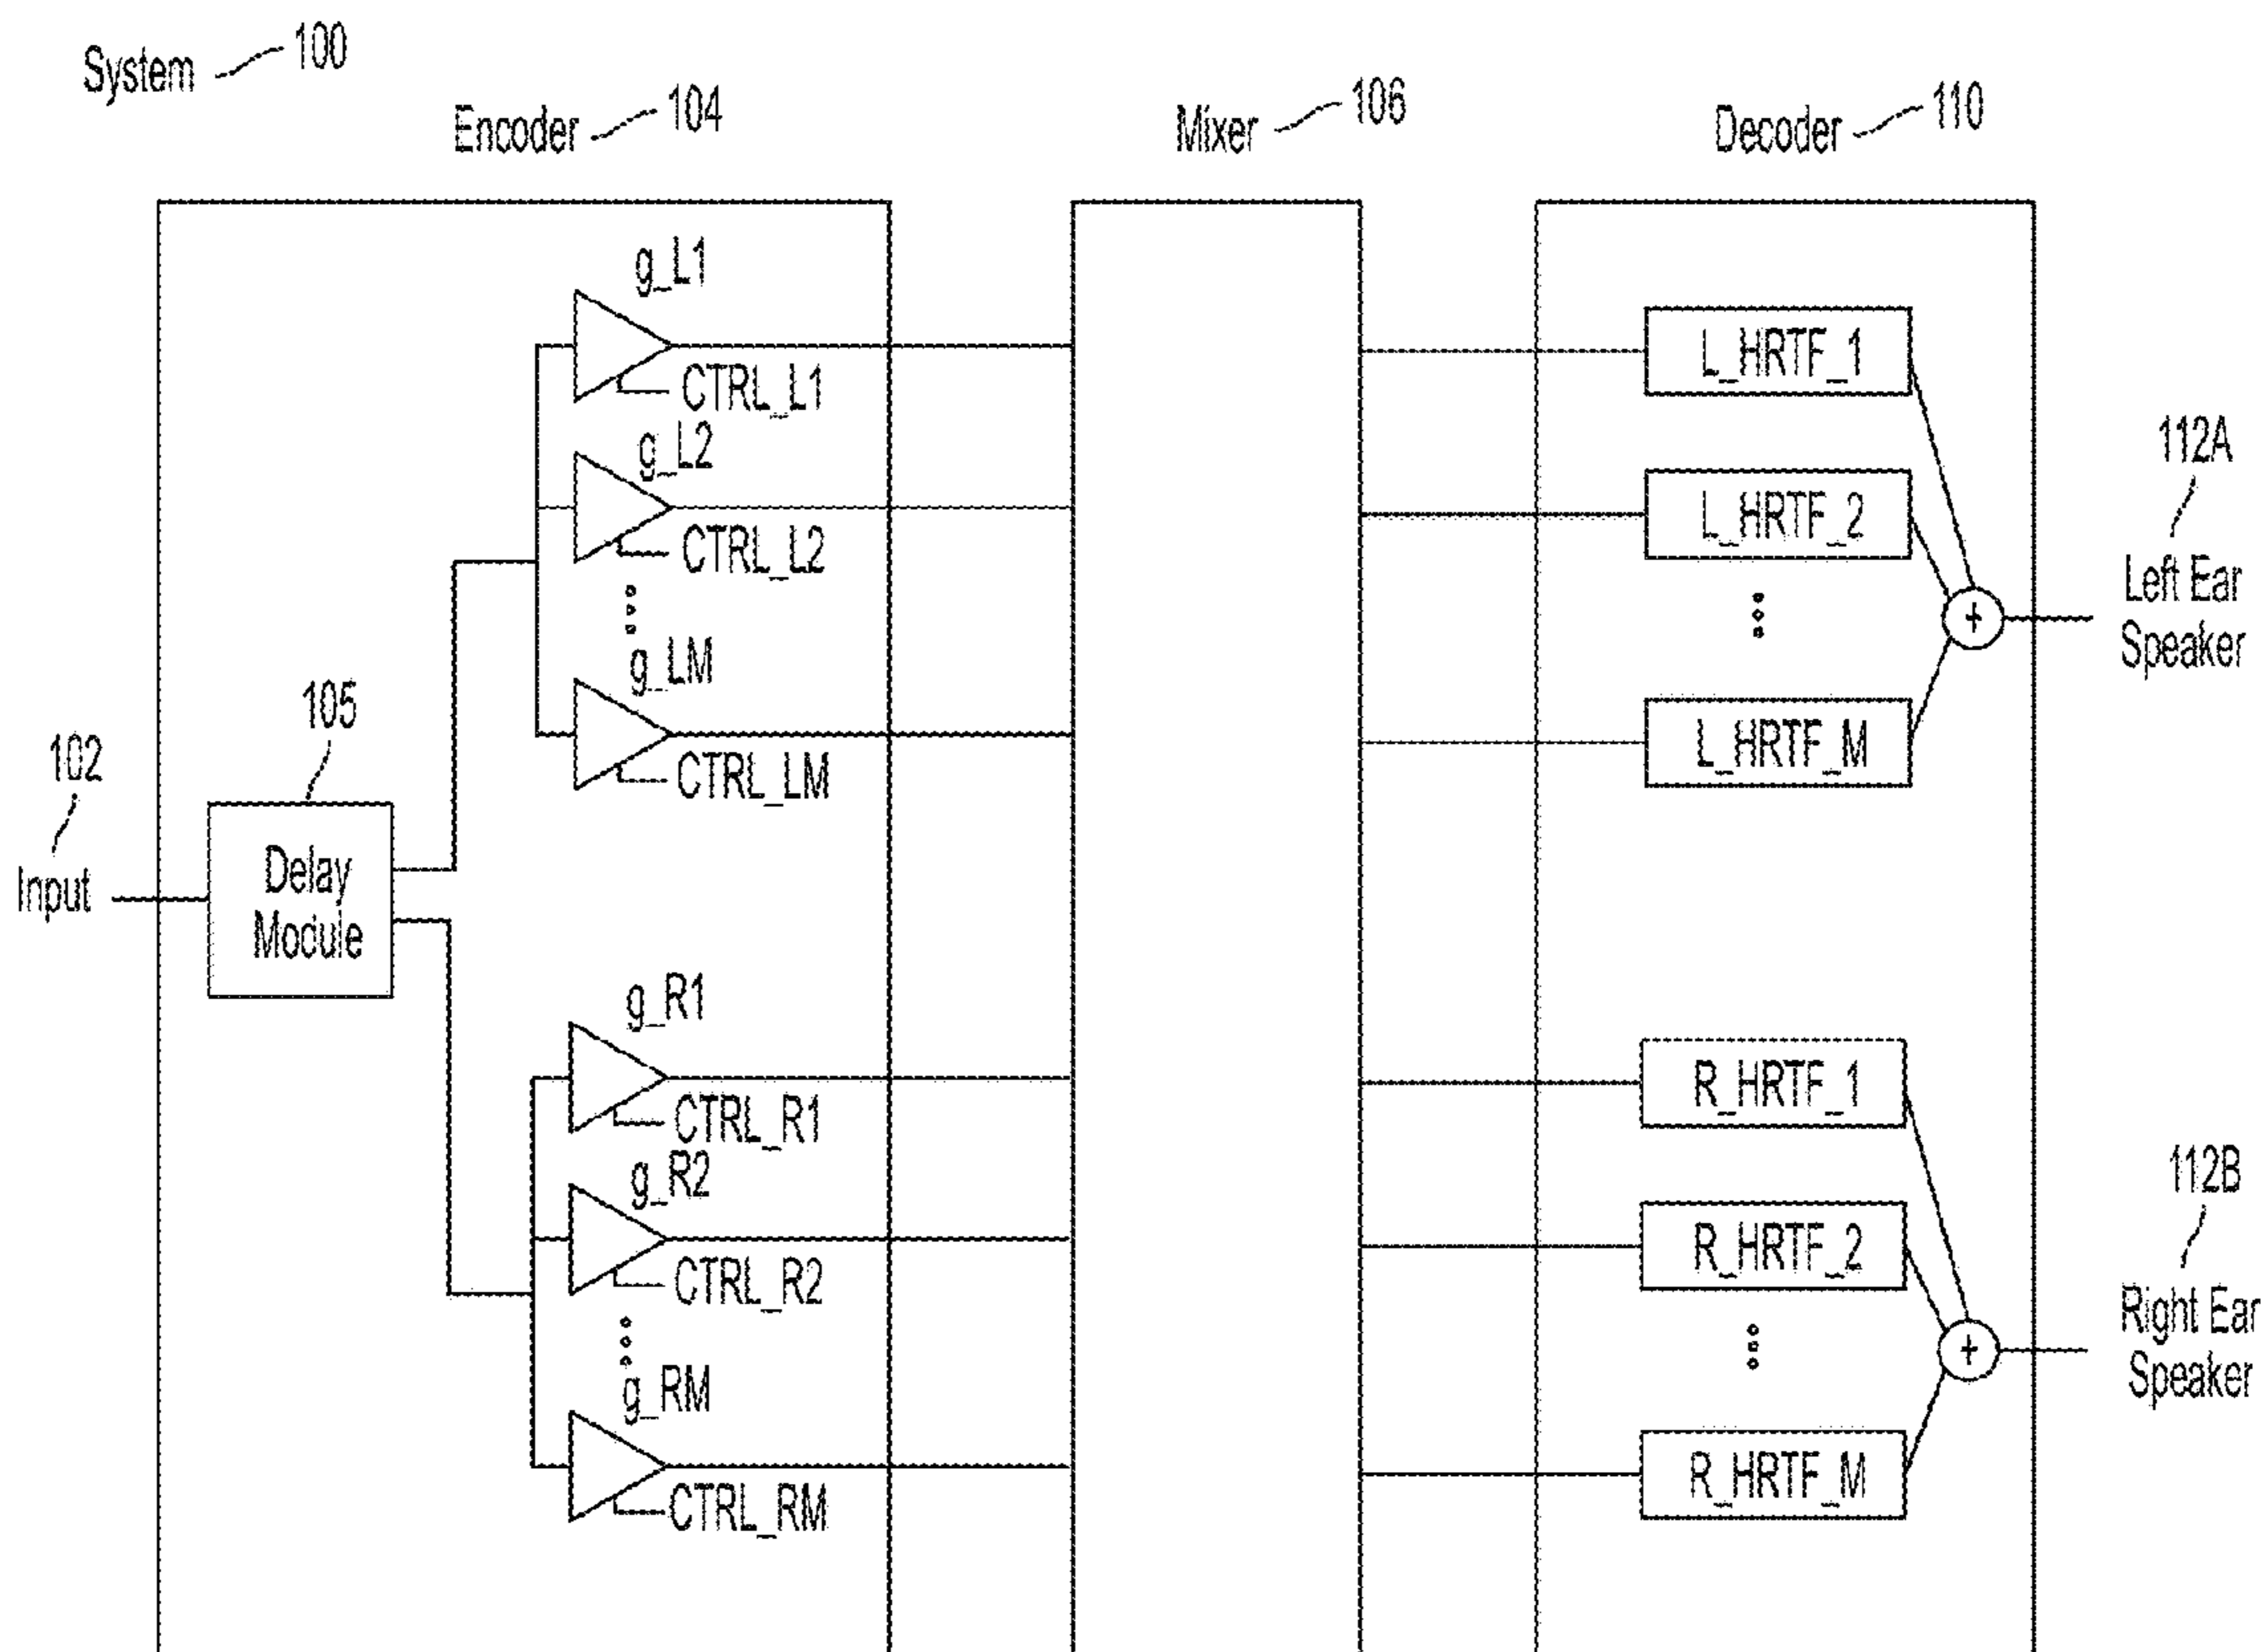 System 100
Encoder 104
Mixer 106
Decoder 110
g_L1
CTRL_L1
g_L2
CTRL_L2
g_LM
CTRL_LM
105
Delay
Module
102
Input
g_R1
CTRL_R1
g_R2
CTRL_R2
g_RM
CTRL_RM
L_HRTF_1
L_HRTF_2
L_HRTF_M
+
112A
Left Ear
Speaker
R_HRTF_1
R_HRTF_2
R_HRTF_M
+
112B
Right Ear
Speaker